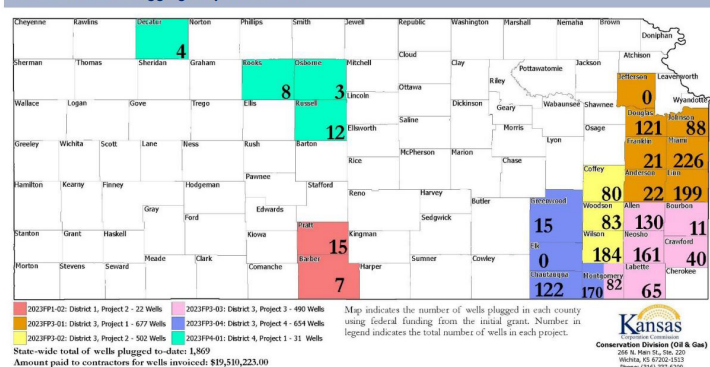 Cheyenne Rawlins Decatur Norton Phillips Smith Jewell Republic Washington Marshall Nemaha Brown
Doniphan
4
Cloud
Atchison
Sherman Thomas Sheridan Graham Rooks Osborne Mitchell Clay Riley Pottawatomie Jackson Jefferson Leavenworth
8 3 0
Lincoln Ottawa
Wyandotte
Wallace Logan Gove Trego Ellis Russell Dickinson Geary Wabaunsee Shawnee Douglas Johnson
12 121 88
Ellsworth Saline Morris Osage Franklin Miami
Greeley Wichita Scott Lane Ness Rush Barton Lyon
21 226
Rice McPherson Marion Chase Coffey Anderson Linn
Pawnee
80 22 199
Hamilton Kearny Finney Hodgeman Stafford Reno Harvey Butler Greenwood Woodson Allen Bourbon
Gray Ford Edwards Sedgwick
15 83 130 11
Stanton Grant Haskell Kiowa Pratt Kingman Elk Wilson Neosho Crawford
15 0 184 161 40
Morton Stevens Seward Meade Clark Comanche Barber Harper Sumner Cowley Chautauqua Montgomery Labette Cherokee
7 122 170 82 65
2023FP1-02: District 1, Project 2 - 22 Wells
2023FP3-03: District 3, Project 3 - 490 Wells
2023FP3-01: District 3, Project 1 - 677 Wells
2023FP3-04: District 3, Project 4 - 654 Wells
2023FP3-02: District 3, Project 2 - 502 Wells
2023FP4-01: District 4, Project 1 - 31 Wells
Map indicates the number of wells plugged in each county
using federal funding from the initial grant. Number in
legend indicates the total number of wells in each project.
State-wide total of wells plugged to-date: 1,869
Amount paid to contractors for wells invoiced: $19,510,223.00
Kansas
Corporation Commission
Conservation Division (Oil & Gas)
266 N. Main St., Ste. 220
Wichita, KS 67202-1513